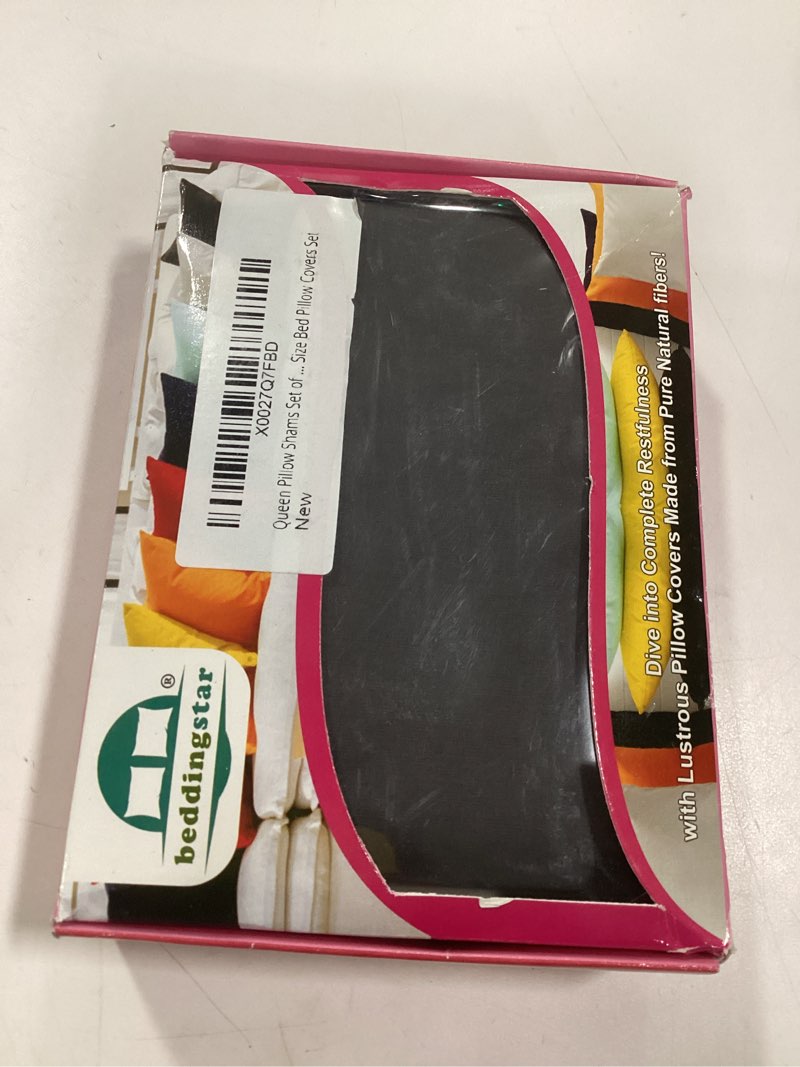 X0027Q7FBD
Queen Pillow Shams Set of ... Size Bed Pillow Covers Set
New
beddingstar®
Dive into Complete Restfulness
with Lustrous Pillow Covers Made from Pure Natural fibers!